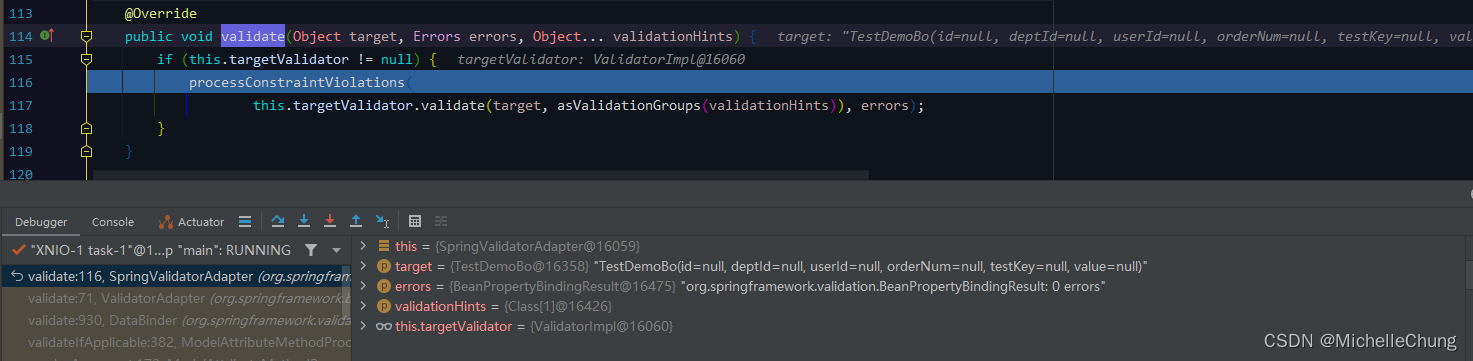 113 @Override
114 public void validate(Object target, Errors errors, Object... validationHints) { target: "TestDemoBo(id=null, deptId=null, userId=null, orderNum=null, testKey=null, val
115 if (this.targetValidator != null) { targetValidator: ValidatorImpl@16060
116 processConstraintViolations(
117 this.targetValidator.validate(target, asValidationGroups(validationHints)), errors);
118 }
119 }
120
Debugger Console Actuator
"XNIO-1 task-1"@1...p "main": RUNNING
validate:116, SpringValidatorAdapter (org.springfram
validate:71, ValidatorAdapter (org.springframework.b
validate:930, DataBinder (org.springframework.valida
validateIfApplicable:382, ModelAttributeMethodProc
this = {SpringValidatorAdapter@16059}
target = {TestDemoBo@16358} "TestDemoBo(id=null, deptId=null, userId=null, orderNum=null, testKey=null, value=null)"
errors = {BeanPropertyBindingResult@16475} "org.springframework.validation.BeanPropertyBindingResult: 0 errors"
validationHints = {Class[1]@16426}
this.targetValidator = {ValidatorImpl@16060}
CSDN @MichelleChung